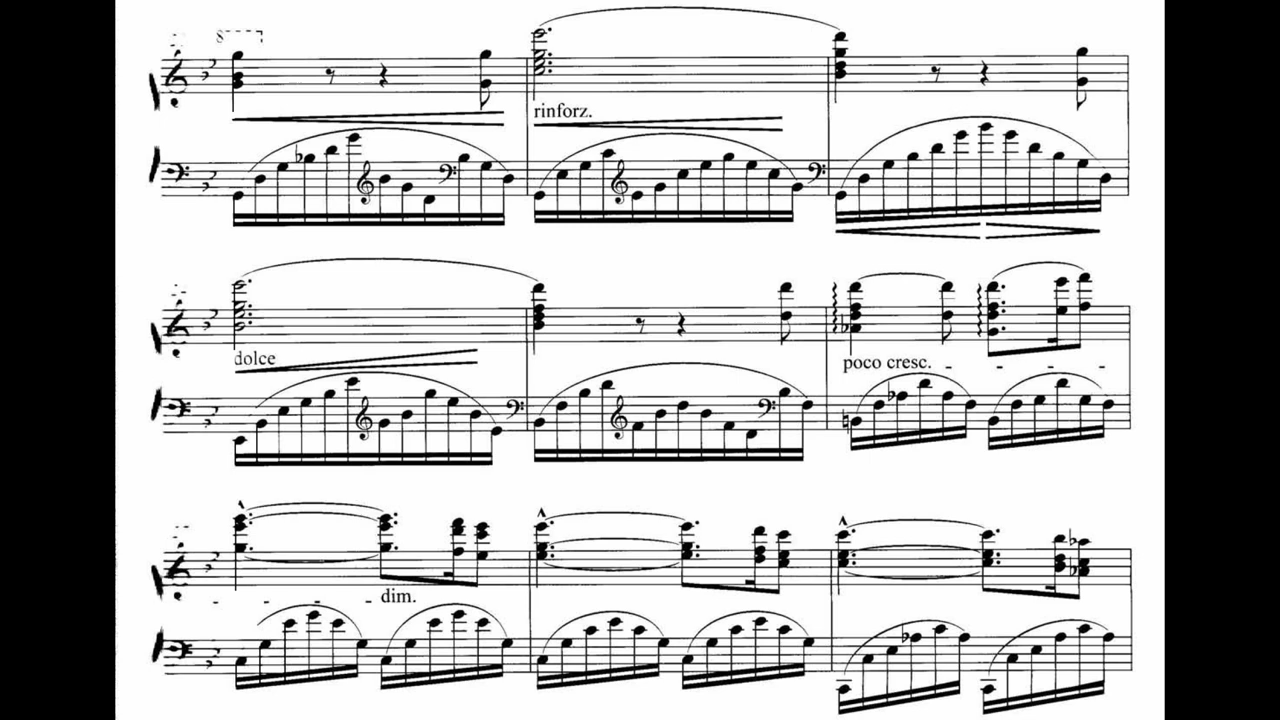 8
rinforz.
dolce
poco cresc.
dim.